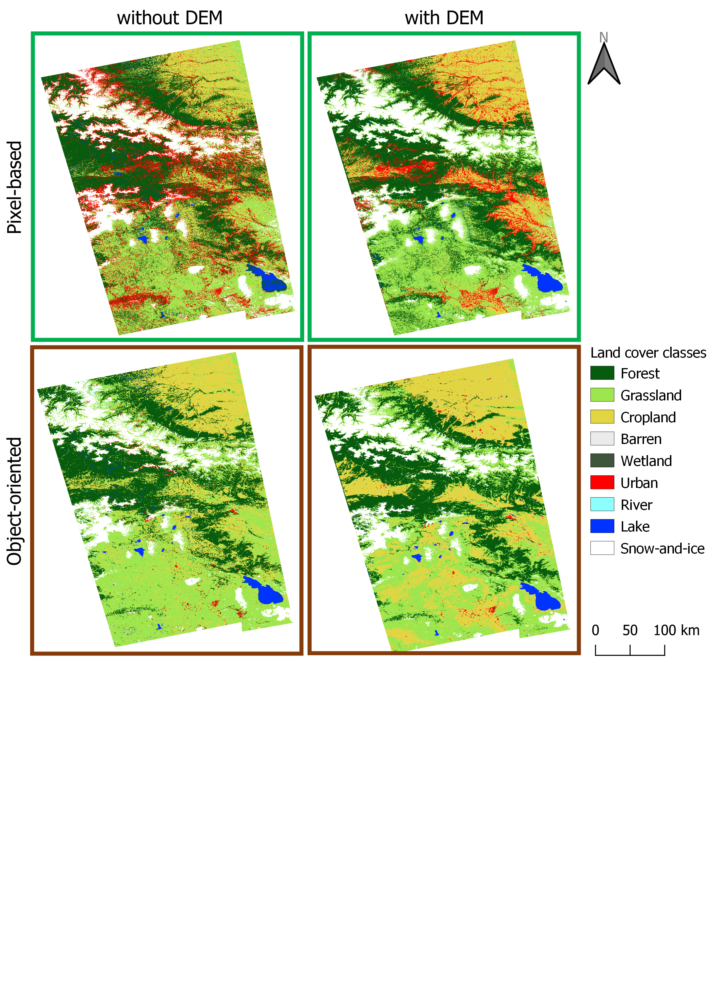 without DEM
with DEM
N
Pixel-based
Object-oriented
Land cover classes
Forest
Grassland
Cropland
Barren
Wetland
Urban
River
Lake
Snow-and-ice
0 50 100 km